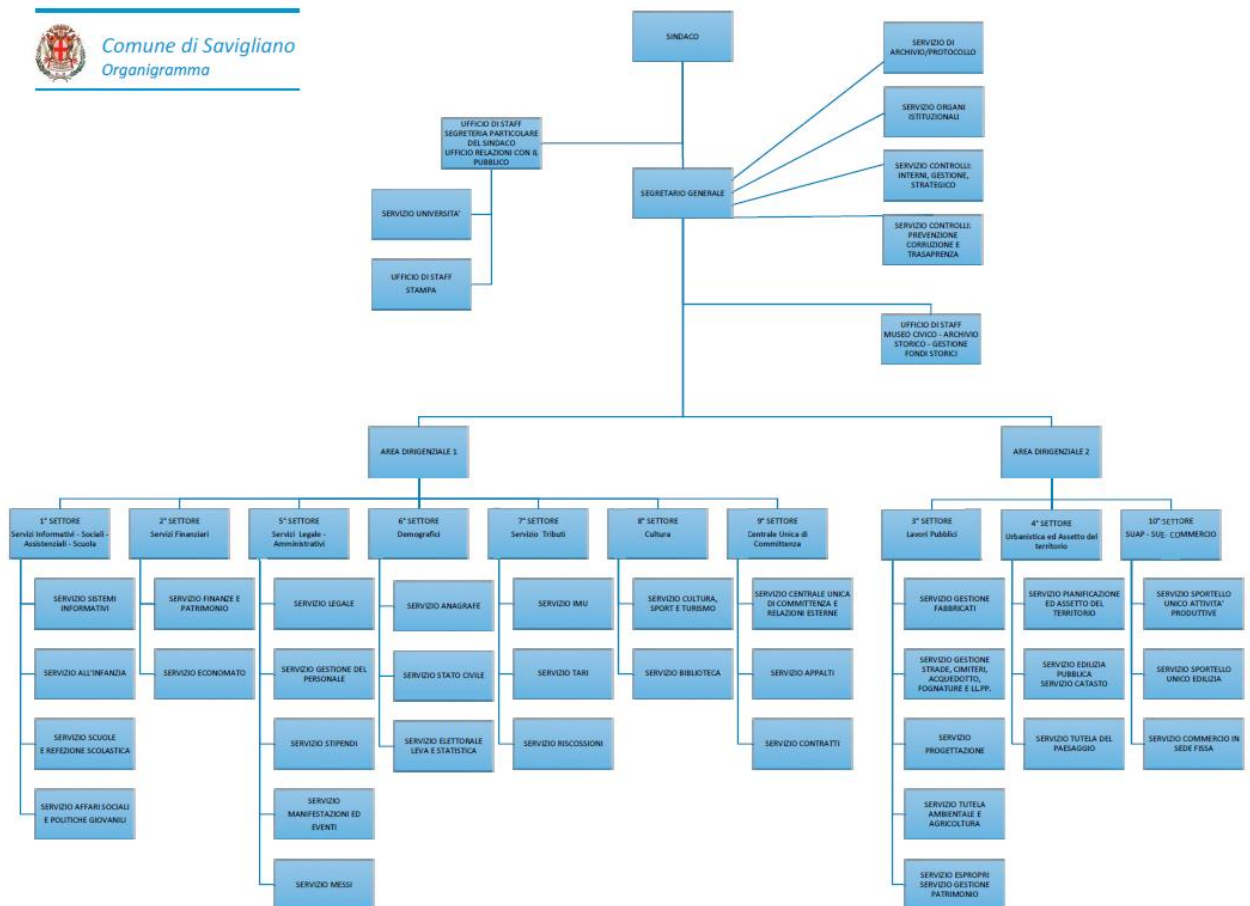 Comune di Savigliano
Organigramma
SINDACO
SERVIZIO DI
ARCHIVIO/PROTOCOLLO
SERVIZIO ORGANI
ISTITUZIONALI
UFFICIO DI STAFF
SEGRETERIA PARTICOLARE
DEL SINDACO
UFFICIO RELAZIONI CON IL
PUBBLICO
SERVIZIO CONTROLLI:
INTERNI, GESTIONE,
STRATEGICO
SEGRETARIO GENERALE
SERVIZIO UNIVERSITA'
SERVIZIO CONTROLLI:
PREVENZIONE
CORRUZIONE E
TRASAPRENZA
UFFICIO DI STAFF
STAMPA
UFFICIO DI STAFF
MUSEO CIVICO - ARCHIVIO
STORICO - GESTIONE
FONDI STORICI
AREA DIRIGENZIALE 1
AREA DIRIGENZIALE 2
1° SETTORE
Servizi Informativi - Sociali -
Assistenziali - Scuola
2° SETTORE
Servizi Finanziari
5° SETTORE
Servizi Legale -
Amministrativi
6° SETTORE
Demografici
7° SETTORE
Servizio Tributi
8° SETTORE
Cultura
9° SETTORE
Centrale Unica di
Committenza
3° SETTORE
Lavori Pubblici
4° SETTORE
Urbanistica ed Assetto del
territorio
10° SETTORE
SUAP - SUE- COMMERCIO
SERVIZIO SISTEMI
INFORMATIVI
SERVIZIO FINANZE E
PATRIMONIO
SERVIZIO LEGALE
SERVIZIO ANAGRAFE
SERVIZIO IMU
SERVIZIO CULTURA,
SPORT E TURISMO
SERVIZIO CENTRALE UNICA
DI COMMITTENZA E
RELAZIONI ESTERNE
SERVIZIO GESTIONE
FABBRICATI
SERVIZIO PIANIFICAZIONE
ED ASSETTO DEL
TERRITORIO
SERVIZIO SPORTELLO
UNICO ATTIVITA'
PRODUTTIVE
SERVIZIO ALL'INFANZIA
SERVIZIO ECONOMATO
SERVIZIO GESTIONE DEL
PERSONALE
SERVIZIO STATO CIVILE
SERVIZIO TARI
SERVIZIO BIBLIOTECA
SERVIZIO APPALTI
SERVIZIO GESTIONE
STRADE, CIMITERI,
ACQUEDOTTO,
FOGNATURE E LL.PP.
SERVIZIO EDILIZIA
PUBBLICA
SERVIZIO CATASTO
SERVIZIO SPORTELLO
UNICO EDILIZIA
SERVIZIO SCUOLE
E REFEZIONE SCOLASTICA
SERVIZIO STIPENDI
SERVIZIO ELETTORALE
LEVA E STATISTICA
SERVIZIO RISCOSSIONI
SERVIZIO CONTRATTI
SERVIZIO
PROGETTAZIONE
SERVIZIO TUTELA DEL
PAESAGGIO
SERVIZIO COMMERCIO IN
SEDE FISSA
SERVIZIO AFFARI SOCIALI
E POLITICHE GIOVANILI
SERVIZIO
MANIFESTAZIONI ED
EVENTI
SERVIZIO TUTELA
AMBIENTALE E
AGRICOLTURA
SERVIZIO MESSI
SERVIZIO ESPROPRI
SERVIZIO GESTIONE
PATRIMONIO